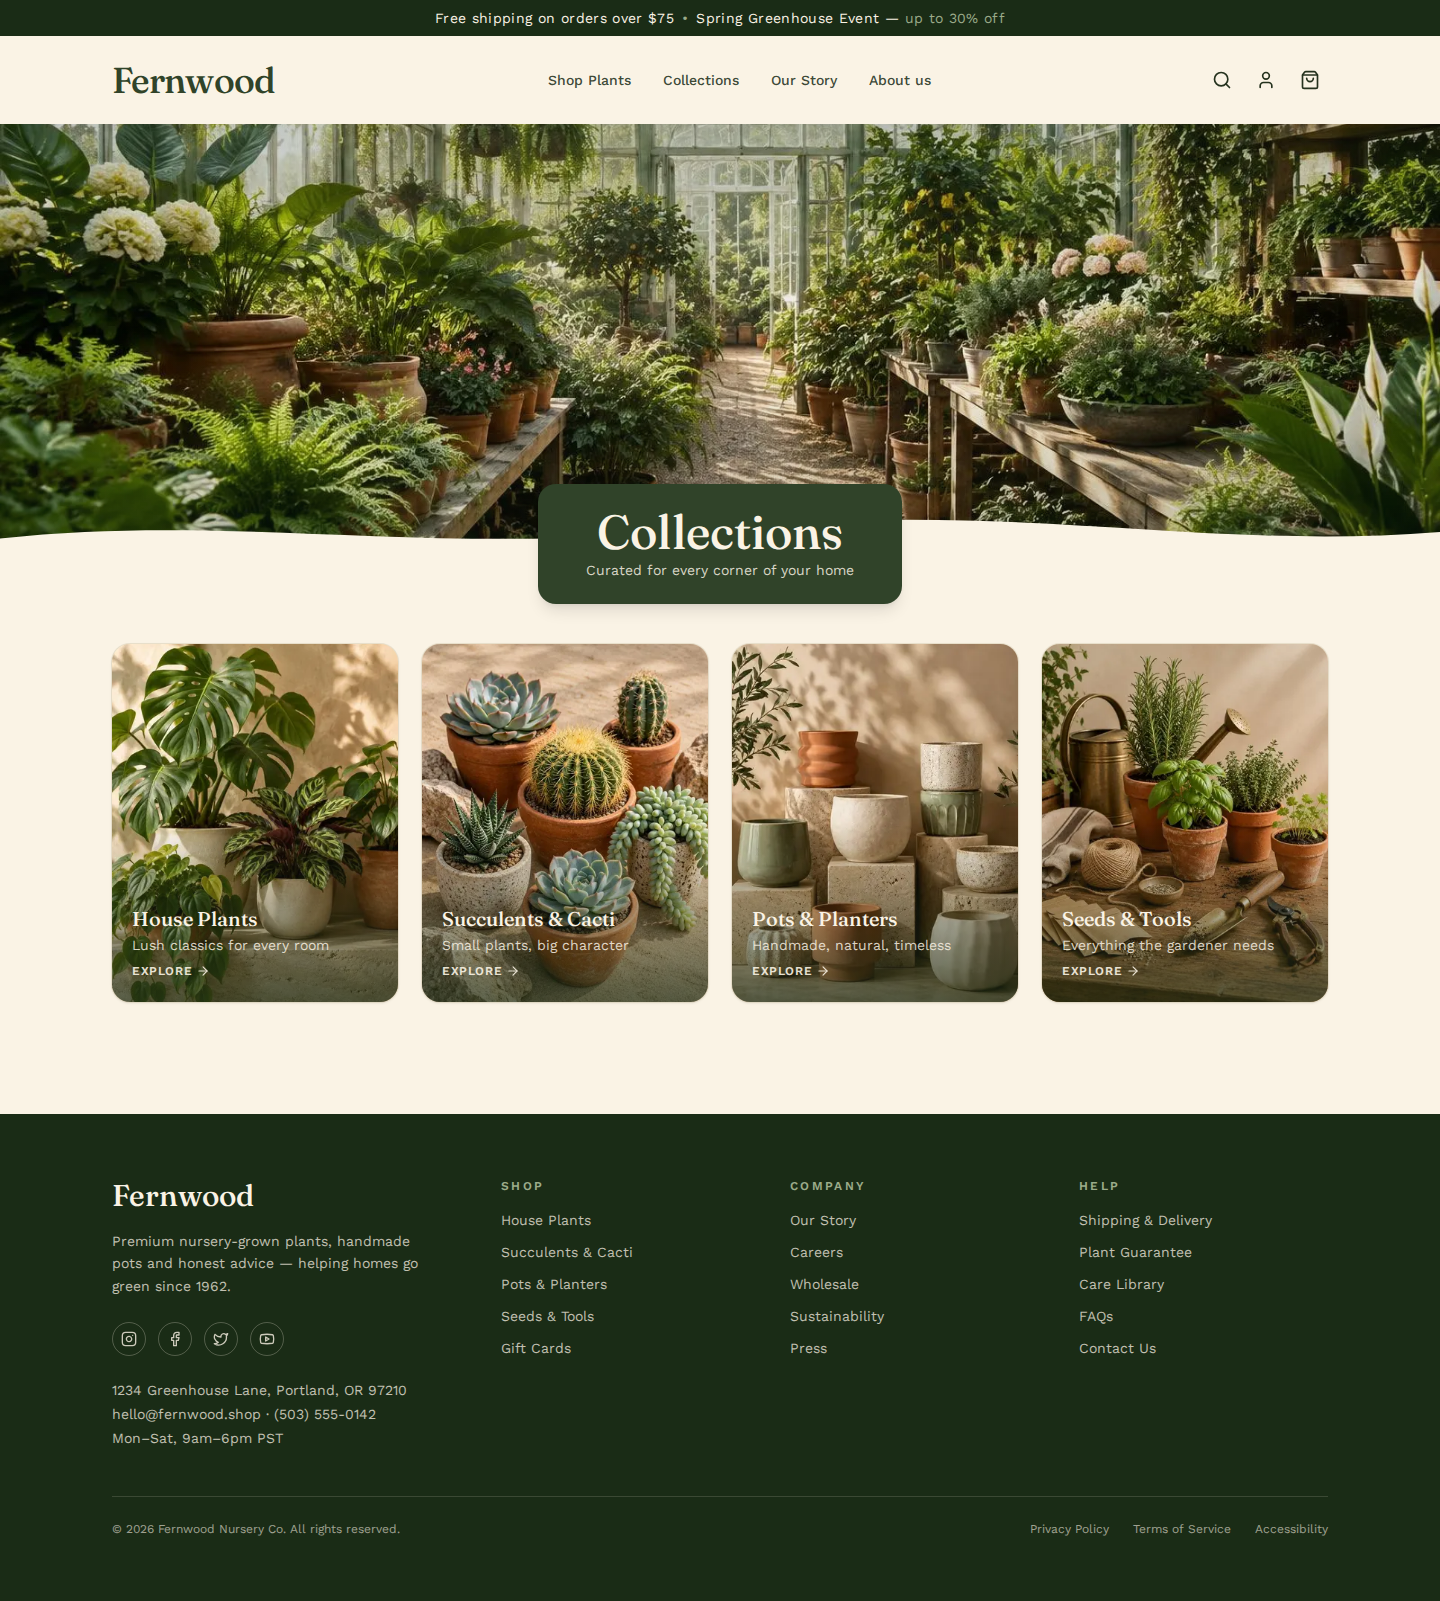 Free shipping on orders over $75 • Spring Greenhouse Event — up to 30% off
Fernwood
Shop Plants
Collections
Our Story
About us
Collections
Curated for every corner of your home
House Plants
Lush classics for every room
EXPLORE →
Succulents & Cacti
Small plants, big character
EXPLORE →
Pots & Planters
Handmade, natural, timeless
EXPLORE →
Seeds & Tools
Everything the gardener needs
EXPLORE →
Fernwood
Premium nursery-grown plants, handmade
pots and honest advice — helping homes go
green since 1962.
1234 Greenhouse Lane, Portland, OR 97210
hello@fernwood.shop · (503) 555-0142
Mon–Sat, 9am–6pm PST
SHOP
House Plants
Succulents & Cacti
Pots & Planters
Seeds & Tools
Gift Cards
COMPANY
Our Story
Careers
Wholesale
Sustainability
Press
HELP
Shipping & Delivery
Plant Guarantee
Care Library
FAQs
Contact Us
© 2026 Fernwood Nursery Co. All rights reserved.
Privacy Policy
Terms of Service
Accessibility